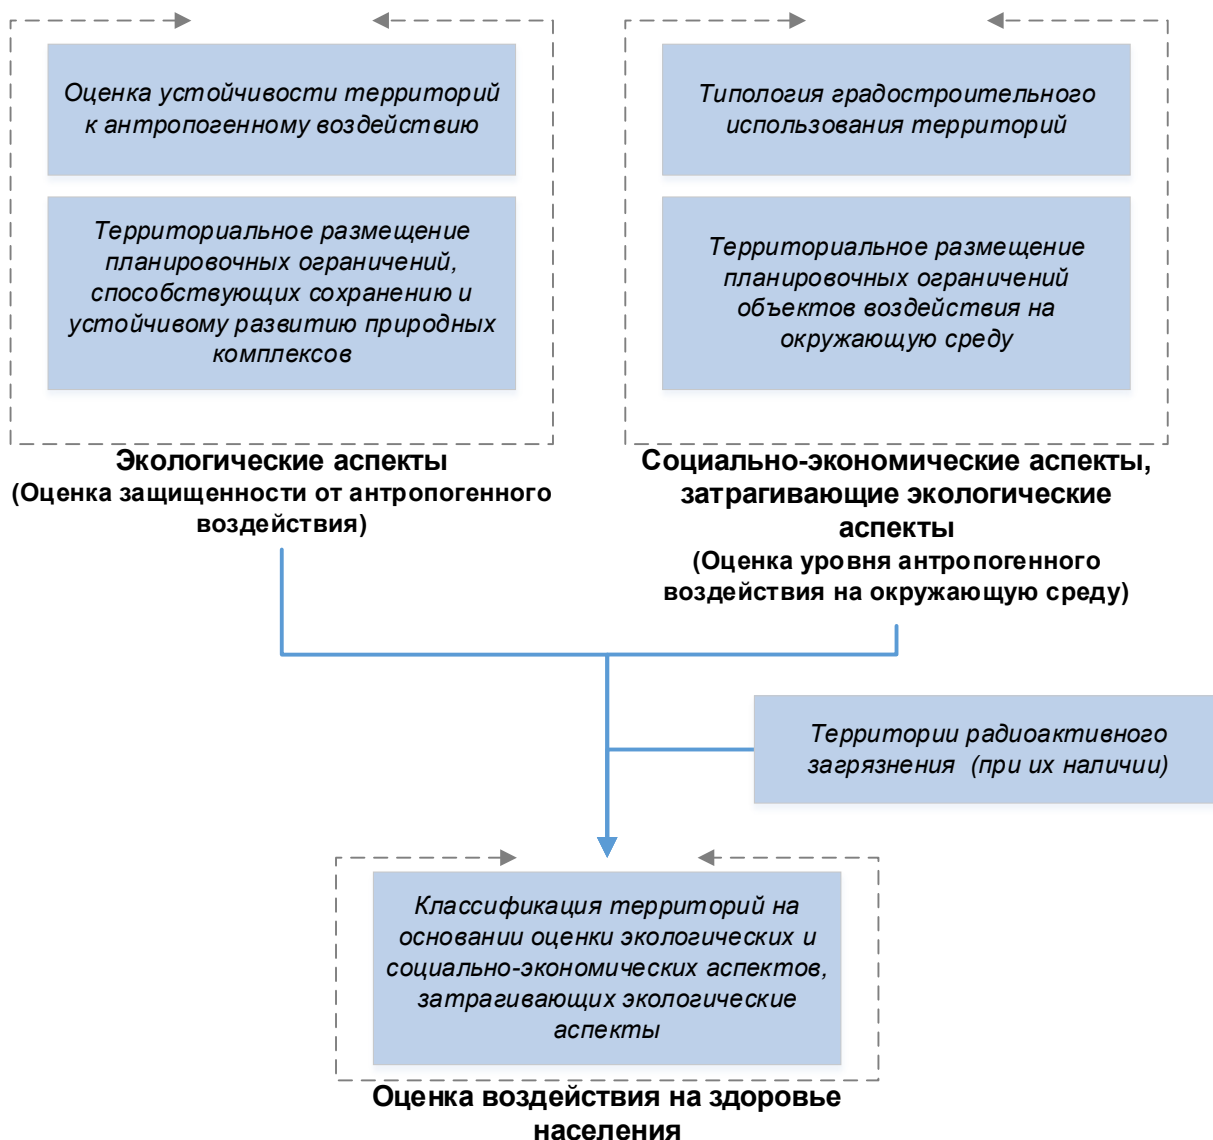 Оценка устойчивости территорий
к антропогенному воздействию
Территориальное размещение
планировочных ограничений,
способствующих сохранению и
устойчивому развитию природных
комплексов
Экологические аспекты
(Оценка защищенности от антропогенного
воздействия)
Типология градостроительного
использования территорий
Территориальное размещение
планировочных ограничений
объектов воздействия на
окружающую среду
Социально-экономические аспекты,
затрагивающие экологические
аспекты
(Оценка уровня антропогенного
воздействия на окружающую среду)
Территории радиоактивного
загрязнения (при их наличии)
Классификация территорий на
основании оценки экологических и
социально-экономических аспектов,
затрагивающих экологические
аспекты
Оценка воздействия на здоровье
населения